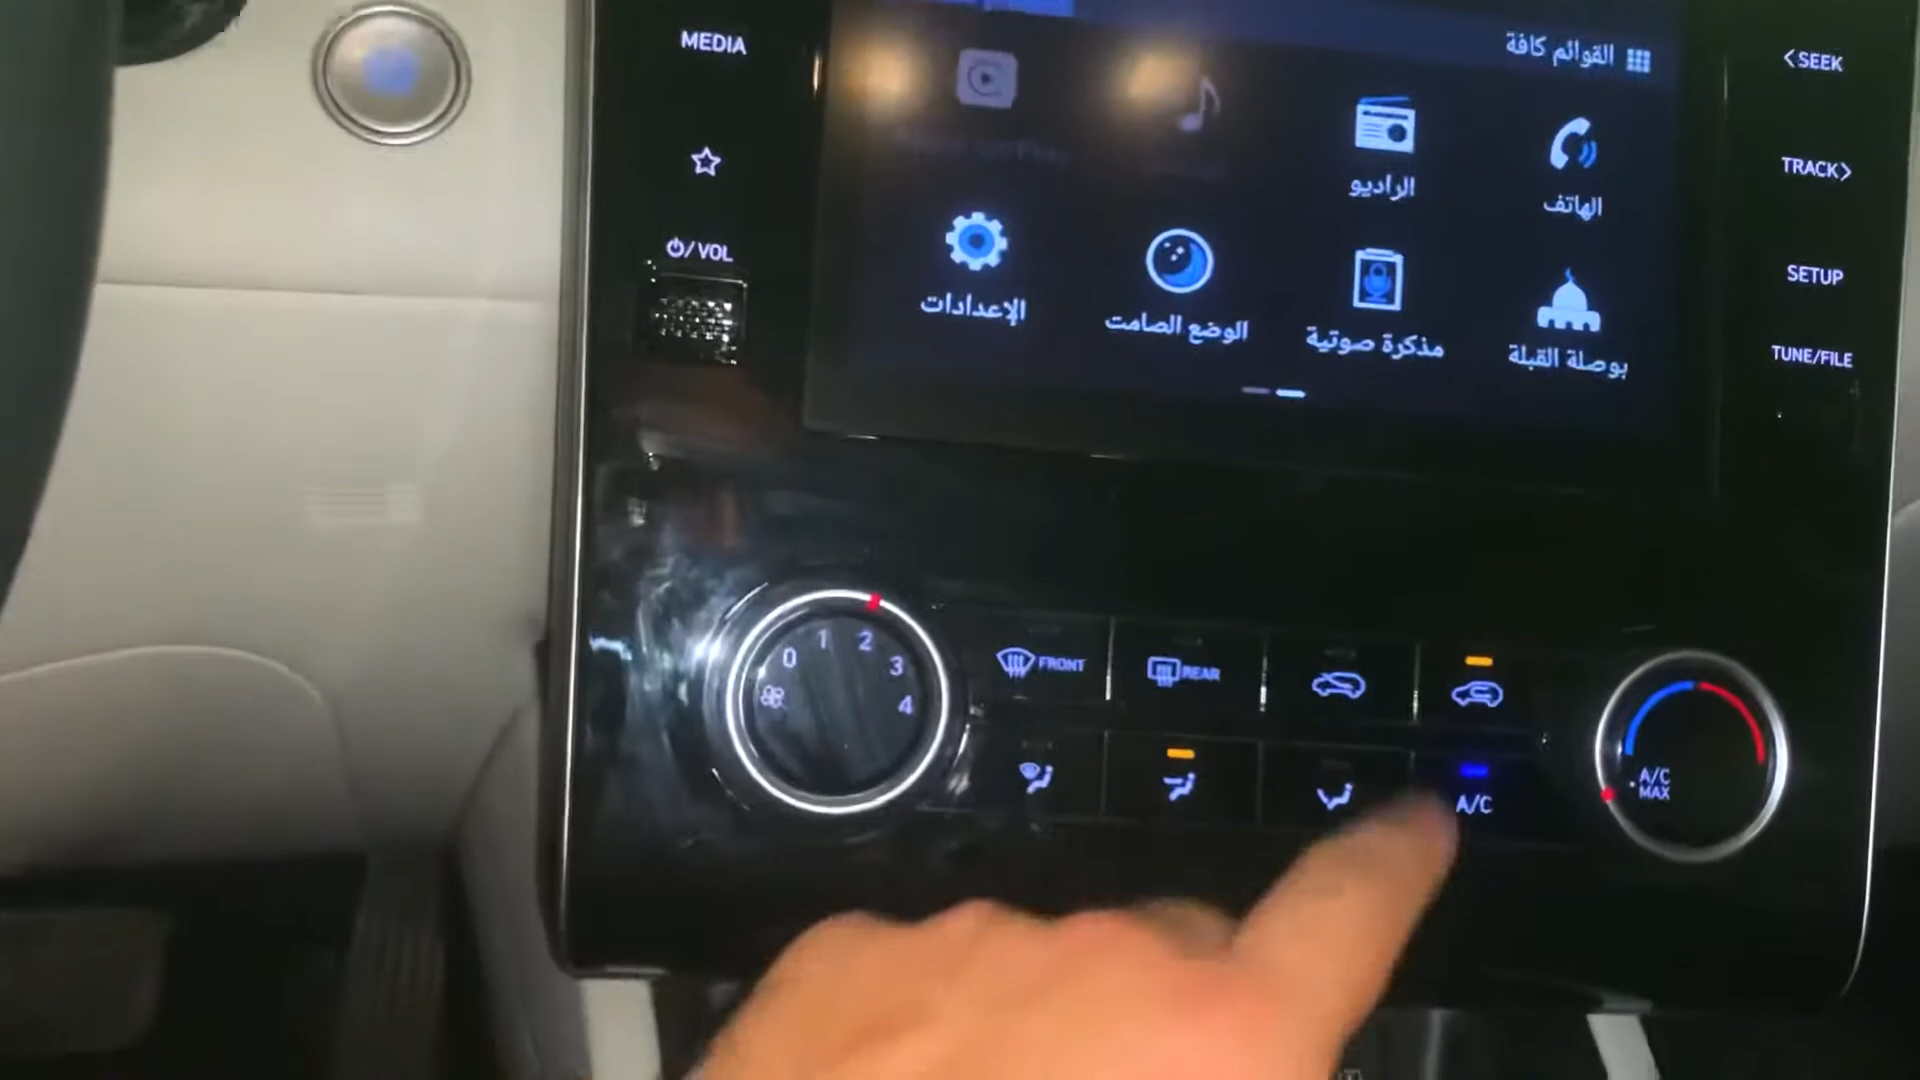 MEDIA
القوائم كافة
<SEEK
الراديو
الهاتف
TRACK>
/VOL
SETUP
الإعدادات
الوضع الصامت
مذكرة صوتية
بوصلة القبلة
TUNE/FILE
0 1 2 3 4
FRONT
REAR
A/C
A/C
MAX